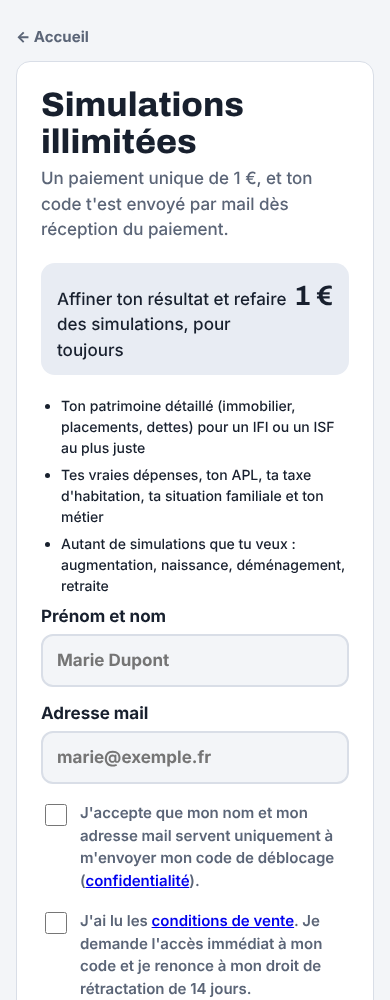 ← Accueil
Simulations
illimitées
Un paiement unique de 1 €, et ton
code t'est envoyé par mail dès
réception du paiement.
Affiner ton résultat et refaire 1 €
des simulations, pour
toujours
• Ton patrimoine détaillé (immobilier,
placements, dettes) pour un IFI ou un ISF
au plus juste
• Tes vraies dépenses, ton APL, ta taxe
d'habitation, ta situation familiale et ton
métier
• Autant de simulations que tu veux :
augmentation, naissance, déménagement,
retraite
Prénom et nom
Marie Dupont
Adresse mail
marie@exemple.fr
J'accepte que mon nom et mon
adresse mail servent uniquement à
m'envoyer mon code de déblocage
(confidentialité).
J'ai lu les conditions de vente. Je
demande l'accès immédiat à mon
code et je renonce à mon droit de
rétractation de 14 jours.